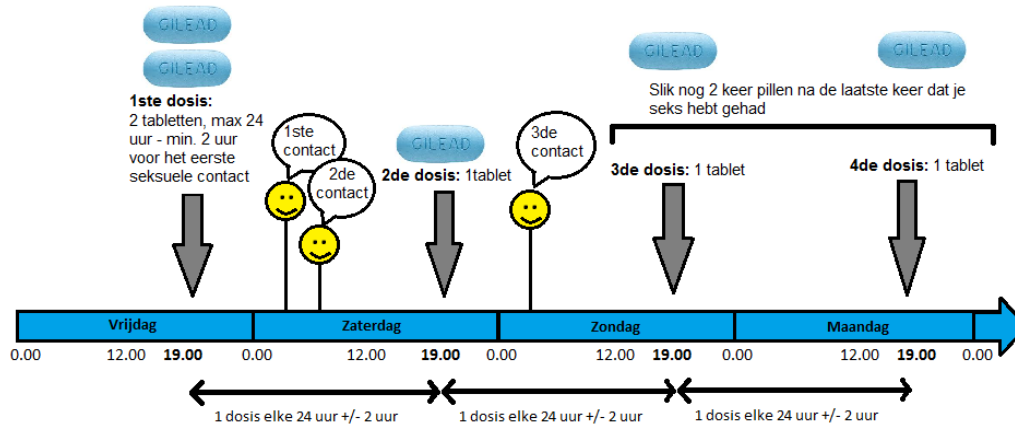 GILEAD
GILEAD
1ste dosis:
2 tabletten, max 24
uur - min. 2 uur
voor het eerste
seksuele contact
1ste
contact
2de
contact
GILEAD
2de dosis: 1tablet
3de
contact
GILEAD
GILEAD
Slik nog 2 keer pillen na de laatste keer dat je
seks hebt gehad
3de dosis: 1 tablet
4de dosis: 1 tablet
Vrijdag
Zaterdag
Zondag
Maandag
0.00 12.00 19.00 0.00 12.00 19.00 0.00 12.00 19.00 0.00 12.00 19.00 0.00
1 dosis elke 24 uur +/- 2 uur
1 dosis elke 24 uur +/- 2 uur
1 dosis elke 24 uur +/- 2 uur